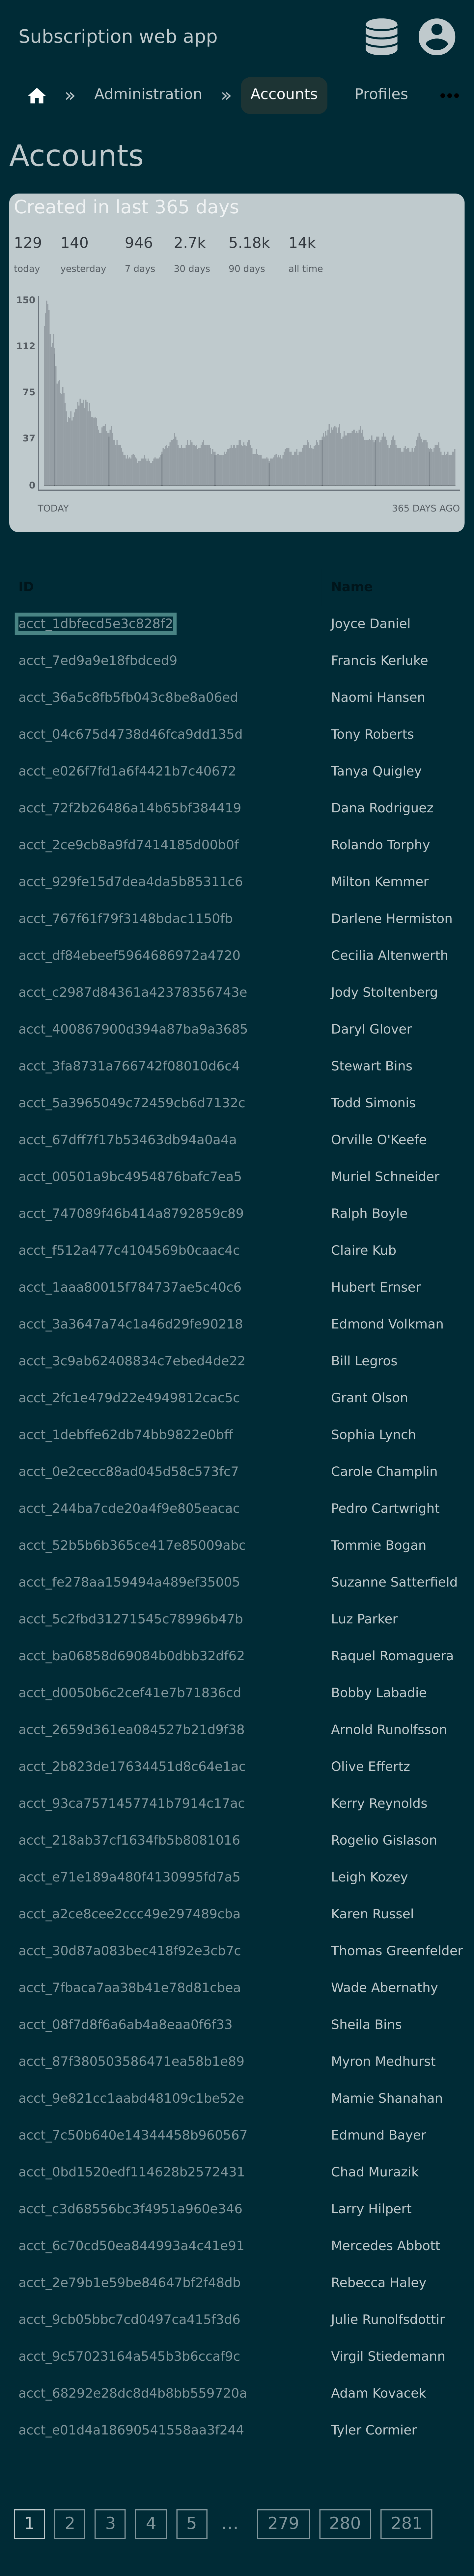 Subscription web app
» Administration » Accounts Profiles •••
Accounts
Created in last 365 days
129 140 946 2.7k 5.18k 14k
today yesterday 7 days 30 days 90 days all time
150
112
75
37
0
TODAY 365 DAYS AGO
ID Name
acct_1dbfecd5e3c828f2 Joyce Daniel
acct_7ed9a9e18fbdced9 Francis Kerluke
acct_36a5c8fb5fb043c8be8a06ed Naomi Hansen
acct_04c675d4738d46fca9dd135d Tony Roberts
acct_e026f7fd1a6f4421b7c40672 Tanya Quigley
acct_72f2b26486a14b65bf384419 Dana Rodriguez
acct_2ce9cb8a9fd7414185d00b0f Rolando Torphy
acct_929fe15d7dea4da5b85311c6 Milton Kemmer
acct_767f61f79f3148bdac1150fb Darlene Hermiston
acct_df84ebeef5964686972a4720 Cecilia Altenwerth
acct_c2987d84361a42378356743e Jody Stoltenberg
acct_400867900d394a87ba9a3685 Daryl Glover
acct_3fa8731a766742f08010d6c4 Stewart Bins
acct_5a3965049c72459cb6d7132c Todd Simonis
acct_67dff7f17b53463db94a0a4a Orville O'Keefe
acct_00501a9bc4954876bafc7ea5 Muriel Schneider
acct_747089f46b414a8792859c89 Ralph Boyle
acct_f512a477c4104569b0caac4c Claire Kub
acct_1aaa80015f784737ae5c40c6 Hubert Ernser
acct_3a3647a74c1a46d29fe90218 Edmond Volkman
acct_3c9ab62408834c7ebed4de22 Bill Legros
acct_2fc1e479d22e4949812cac5c Grant Olson
acct_1debffe62db74bb9822e0bff Sophia Lynch
acct_0e2cecc88ad045d58c573fc7 Carole Champlin
acct_244ba7cde20a4f9e805eacac Pedro Cartwright
acct_52b5b6b365ce417e85009abc Tommie Bogan
acct_fe278aa159494a489ef35005 Suzanne Satterfield
acct_5c2fbd31271545c78996b47b Luz Parker
acct_ba06858d69084b0dbb32df62 Raquel Romaguera
acct_d0050b6c2cef41e7b71836cd Bobby Labadie
acct_2659d361ea084527b21d9f38 Arnold Runolfsson
acct_2b823de17634451d8c64e1ac Olive Effertz
acct_93ca7571457741b7914c17ac Kerry Reynolds
acct_218ab37cf1634fb5b8081016 Rogelio Gislason
acct_e71e189a480f4130995fd7a5 Leigh Kozey
acct_a2ce8cee2ccc49e297489cba Karen Russel
acct_30d87a083bec418f92e3cb7c Thomas Greenfelder
acct_7fbaca7aa38b41e78d81cbea Wade Abernathy
acct_08f7d8f6a6ab4a8eaa0f6f33 Sheila Bins
acct_87f380503586471ea58b1e89 Myron Medhurst
acct_9e821cc1aabd48109c1be52e Mamie Shanahan
acct_7c50b640e14344458b960567 Edmund Bayer
acct_0bd1520edf114628b2572431 Chad Murazik
acct_c3d68556bc3f4951a960e346 Larry Hilpert
acct_6c70cd50ea844993a4c41e91 Mercedes Abbott
acct_2e79b1e59be84647bf2f48db Rebecca Haley
acct_9cb05bbc7cd0497ca415f3d6 Julie Runolfsdottir
acct_9c57023164a545b3b6ccaf9c Virgil Stiedemann
acct_68292e28dc8d4b8bb559720a Adam Kovacek
acct_e01d4a18690541558aa3f244 Tyler Cormier
1 2 3 4 5 … 279 280 281